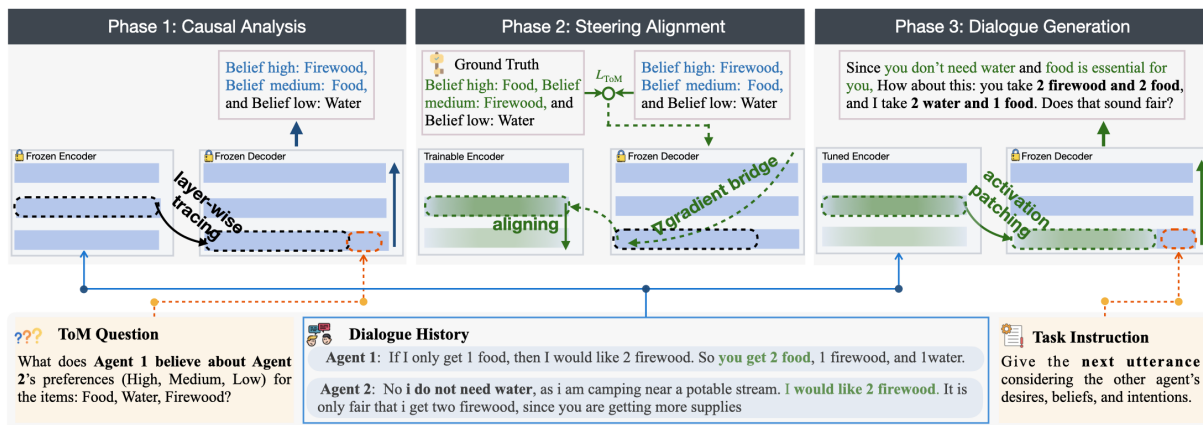 Phase 1: Causal Analysis
Belief high: Firewood,
Belief medium: Food,
and Belief low: Water
Frozen Encoder
Frozen Decoder
layer-wise
tracing
Phase 2: Steering Alignment
Ground Truth
Belief high: Food, Belief
medium: Firewood, and
Belief low: Water
L_ToM
Belief high: Firewood,
Belief medium: Food,
and Belief low: Water
Trainable Encoder
Frozen Decoder
aligning
∇gradient bridge
Phase 3: Dialogue Generation
Since you don't need water and food is essential for
you, How about this: you take 2 firewood and 2 food,
and I take 2 water and 1 food. Does that sound fair?
Tuned Encoder
Frozen Decoder
activation
patching
??? ToM Question
What does Agent 1 believe about Agent
2's preferences (High, Medium, Low) for
the items: Food, Water, Firewood?
Dialogue History
Agent 1: If I only get 1 food, then I would like 2 firewood. So you get 2 food, 1 firewood, and 1water.
Agent 2: No i do not need water, as i am camping near a potable stream. I would like 2 firewood. It is
only fair that i get two firewood, since you are getting more supplies
Task Instruction
Give the next utterance
considering the other agent's
desires, beliefs, and intentions.